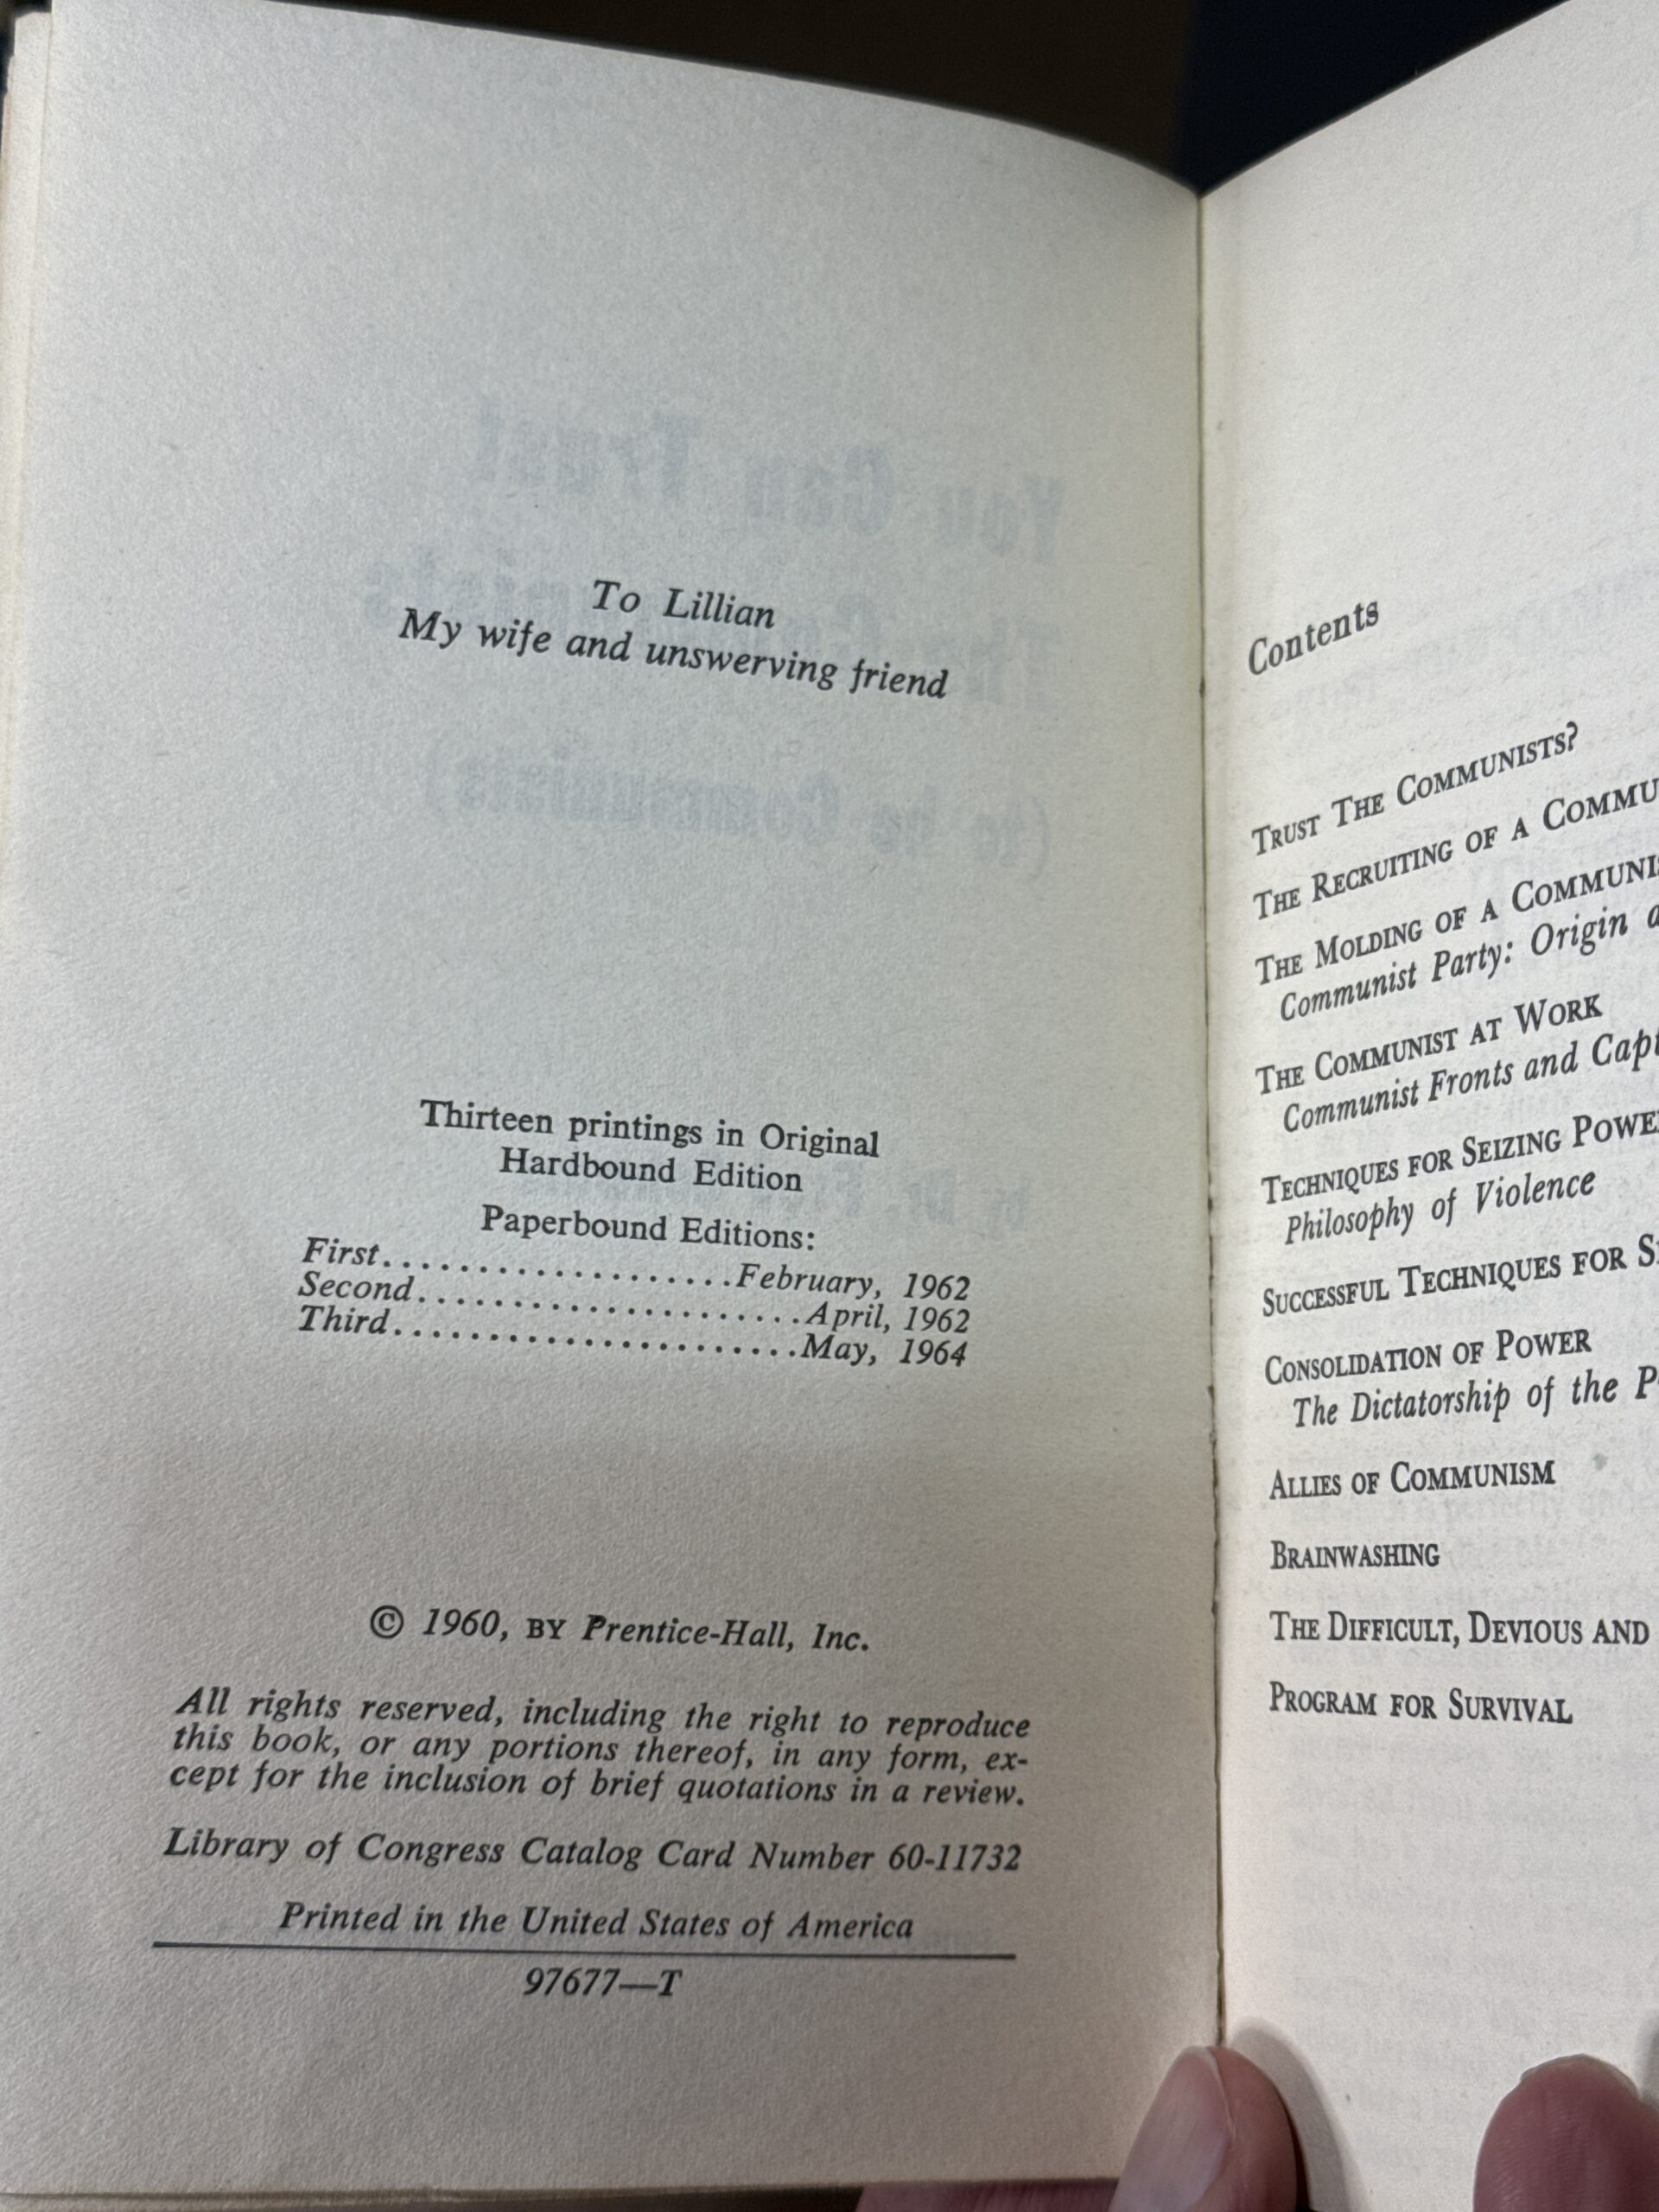 To Lillian
My wife and unswerving friend
Thirteen printings in Original
Hardbound Edition
Paperbound Editions:
First...................February, 1962
Second.....................April, 1962
Third......................May, 1964
© 1960, BY Prentice-Hall, Inc.
All rights reserved, including the right to reproduce
this book, or any portions thereof, in any form, ex-
cept for the inclusion of brief quotations in a review.
Library of Congress Catalog Card Number 60-11732
Printed in the United States of America
97677—T
Contents
TRUST THE COMMUNISTS?
THE RECRUITING OF A COMMU
THE MOLDING OF A COMMUNIS
Communist Party: Origin a
THE COMMUNIST AT WORK
Communist Fronts and Capt
TECHNIQUES FOR SEIZING POWE
Philosophy of Violence
SUCCESSFUL TECHNIQUES FOR S
CONSOLIDATION OF POWER
The Dictatorship of the P
ALLIES OF COMMUNISM
BRAINWASHING
THE DIFFICULT, DEVIOUS AND
PROGRAM FOR SURVIVAL